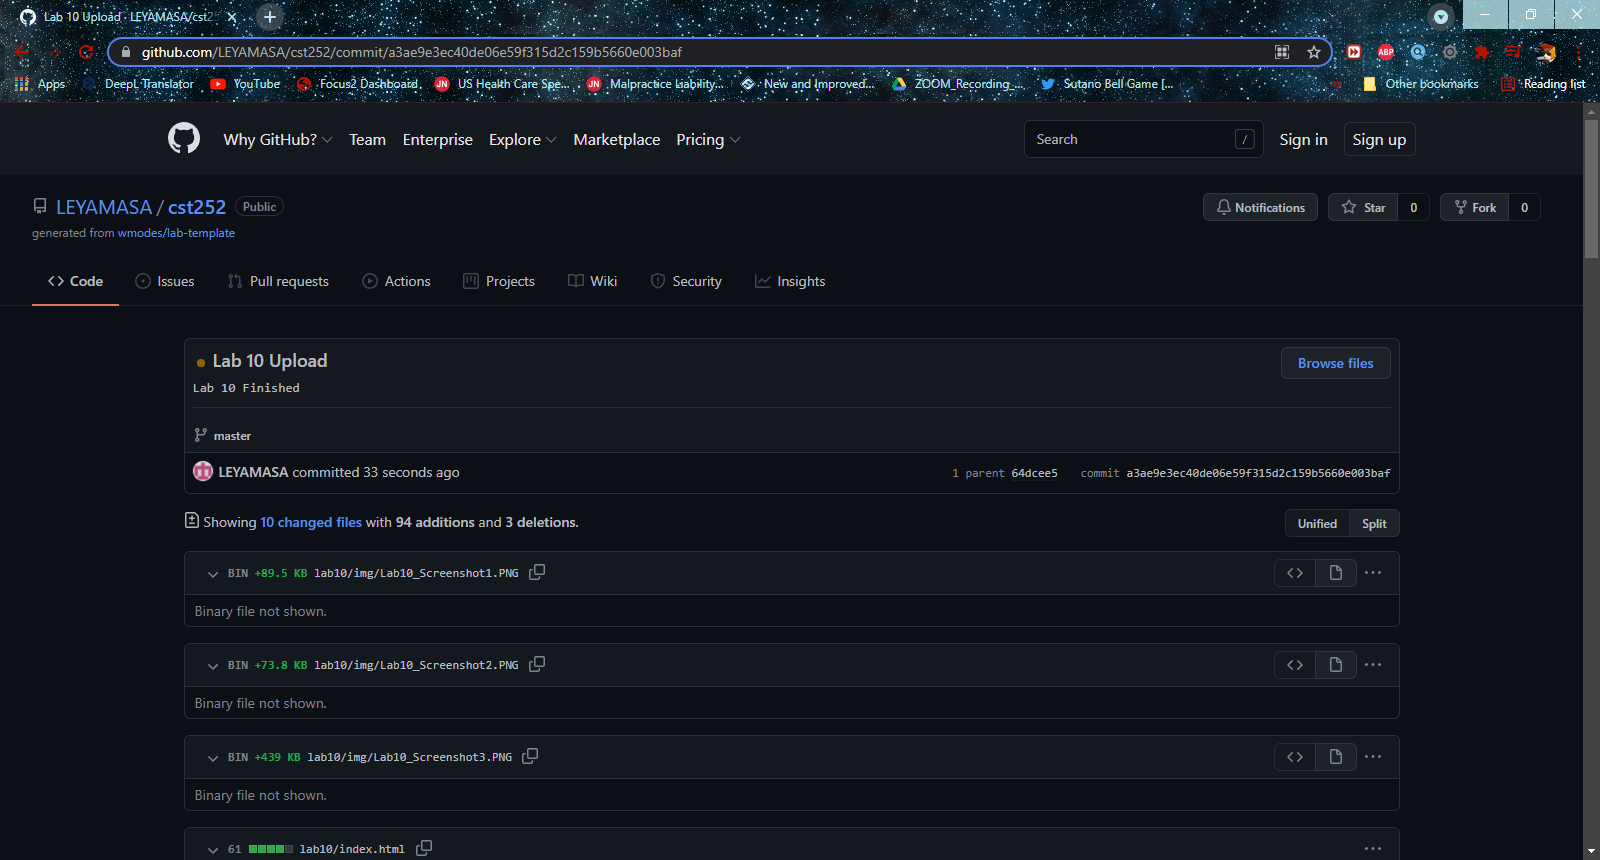 Lab 10 Upload · LEYAMASA/cst2
github.com/LEYAMASA/cst252/commit/a3ae9e3ec40de06e59f315d2c159b5660e003baf
ABP
Apps DeepL Translator YouTube Focus2 Dashboard JN US Health Care Spe... JN Malpractice Liability... New and Improved... ZOOM_Recording_... Sutano Bell Game [... » Other bookmarks Reading list
Why GitHub? Team Enterprise Explore Marketplace Pricing Search / Sign in Sign up
LEYAMASA / cst252 Public Notifications Star 0 Fork 0
generated from wmodes/lab-template
Code Issues Pull requests Actions Projects Wiki Security Insights
Lab 10 Upload Browse files
Lab 10 Finished
master
LEYAMASA committed 33 seconds ago 1 parent 64dcee5 commit a3ae9e3ec40de06e59f315d2c159b5660e003baf
Showing 10 changed files with 94 additions and 3 deletions. Unified Split
BIN +89.5 KB lab10/img/Lab10_Screenshot1.PNG
Binary file not shown.
BIN +73.8 KB lab10/img/Lab10_Screenshot2.PNG
Binary file not shown.
BIN +439 KB lab10/img/Lab10_Screenshot3.PNG
Binary file not shown.
61 lab10/index.html